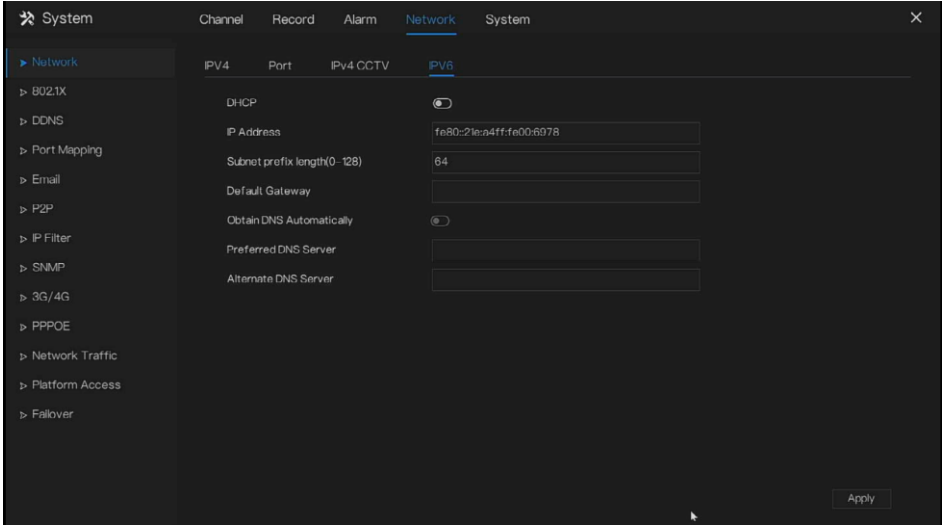 System
Channel Record Alarm Network System
Network
802.1X
DDNS
Port Mapping
Email
P2P
IP Filter
SNMP
3G/4G
PPPOE
Network Traffic
Platform Access
Failover
IPV4 Port IPv4 CCTV IPV6
DHCP
IP Address fe80::21e:a4ff:fe00:6978
Subnet prefix length(0-128) 64
Default Gateway
Obtain DNS Automatically
Preferred DNS Server
Alternate DNS Server
Apply